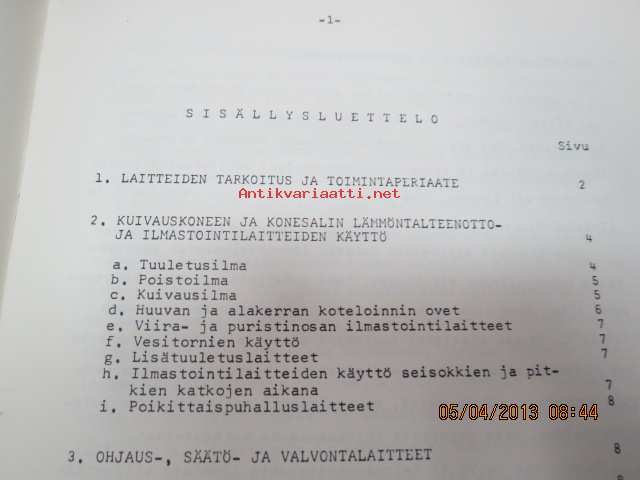 -1-
SISÄLLYSLUETTELO
Sivu
1. LAITTEIDEN TARKOITUS JA TOIMINTAPERIAATE 2
Antikvariaatti.net
2. KUIVAUSKONEEN JA KONESALIN LÄMMÖNTALTEENOTTO-
JA ILMASTOINTILAITTEIDEN KÄYTTÖ 4
a. Tuuletusilma 4
b. Poistoilma 5
c. Kuivausilma 5
d. Huuvan ja alakerran koteloinnin ovet 6
e. Viira- ja puristinosan ilmastointilaitteet 7
f. Vesitornien käyttö 7
g. Lisätuuletuslaitteet 7
h. Ilmastointilaitteiden käyttö seisokkien ja pit-
kien katkojen aikana 7
i. Poikittaispuhalluslaitteet 8
05/04/2013 08:44
3. OHJAUS-, SÄÄTÖ- JA VALVONTALAITTEET 8